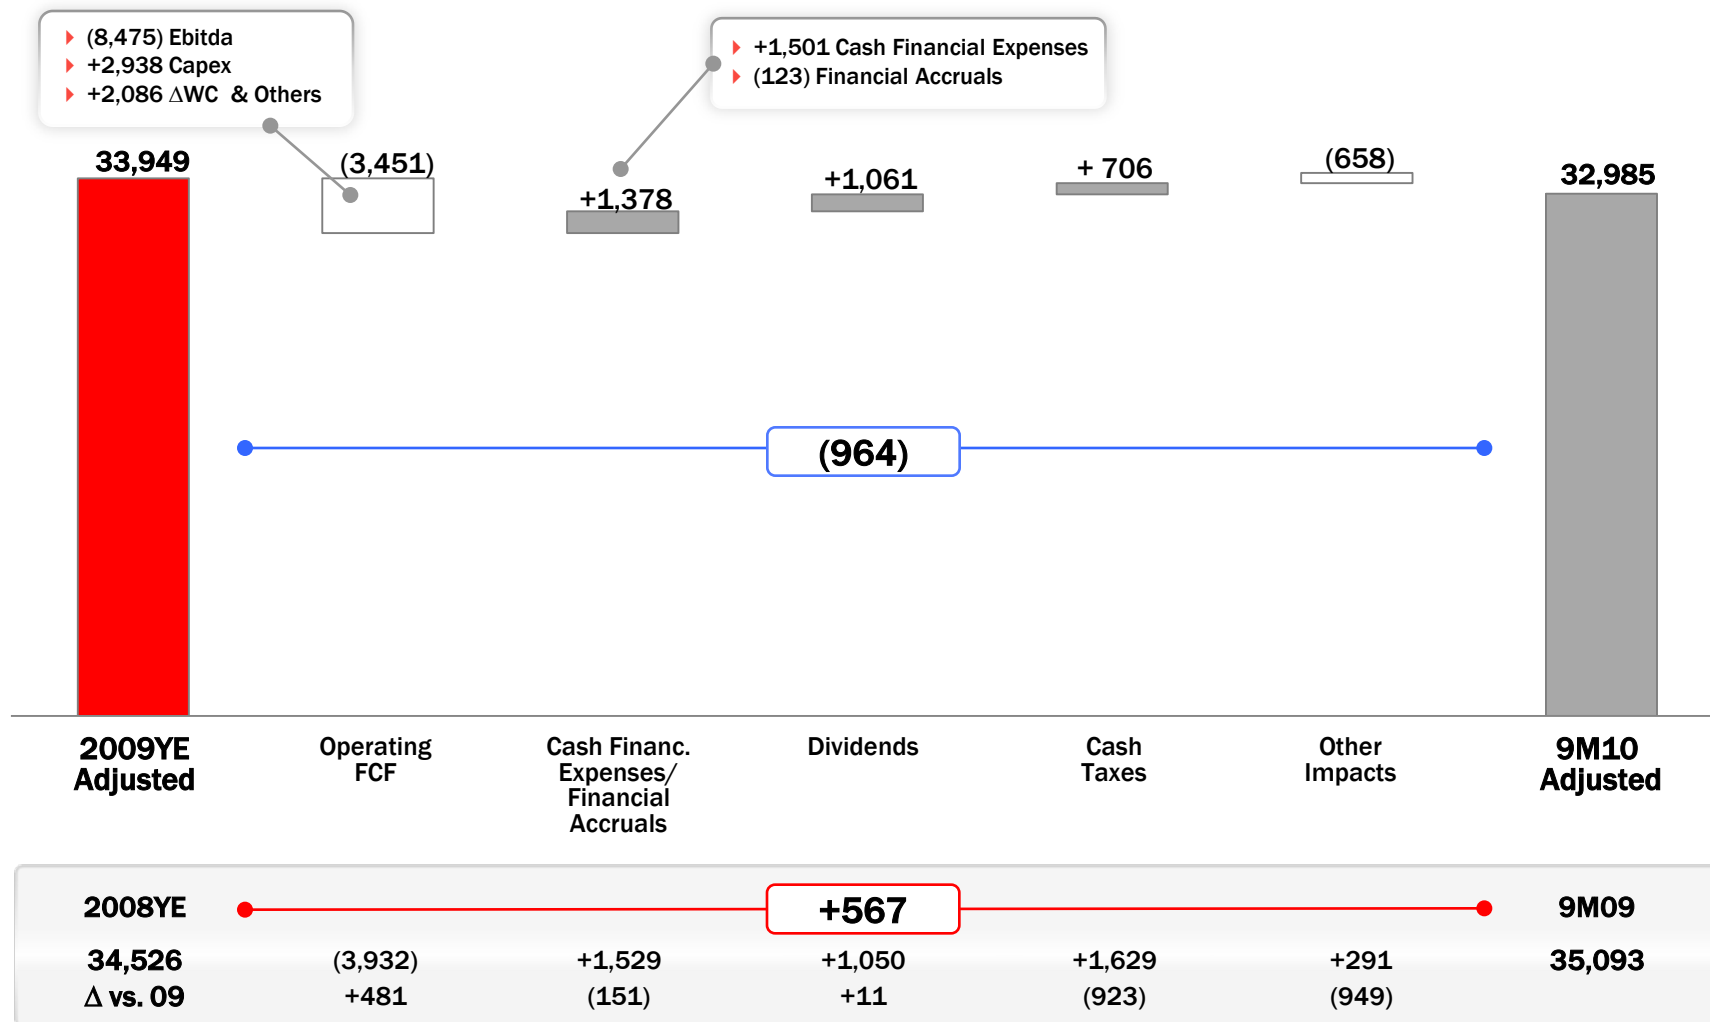 (8,475) Ebitda
+2,938 Capex
+2,086 ΔWC & Others
+1,501 Cash Financial Expenses
(123) Financial Accruals
33,949
(3,451)
+1,378
+1,061
+ 706
(658)
32,985
(964)
2009YE
Adjusted
Operating
FCF
Cash Financ.
Expenses/
Financial
Accruals
Dividends
Cash
Taxes
Other
Impacts
9M10
Adjusted
2008YE
+567
9M09
34,526 (3,932) +1,529 +1,050 +1,629 +291 35,093
Δ vs. 09 +481 (151) +11 (923) (949)